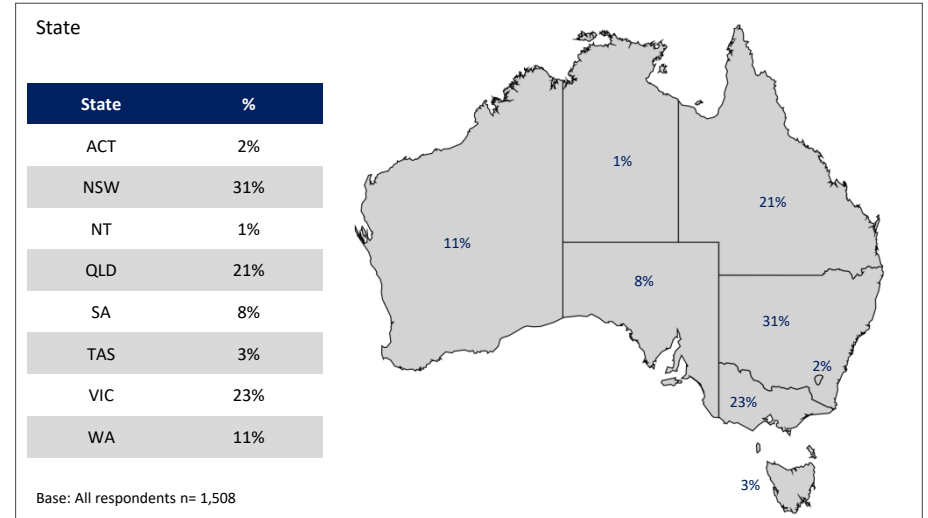 State
State %
ACT 2%
NSW 31%
NT 1%
QLD 21%
SA 8%
TAS 3%
VIC 23%
WA 11%
Base: All respondents n= 1,508
1%
21%
11%
8%
31%
2%
23%
3%